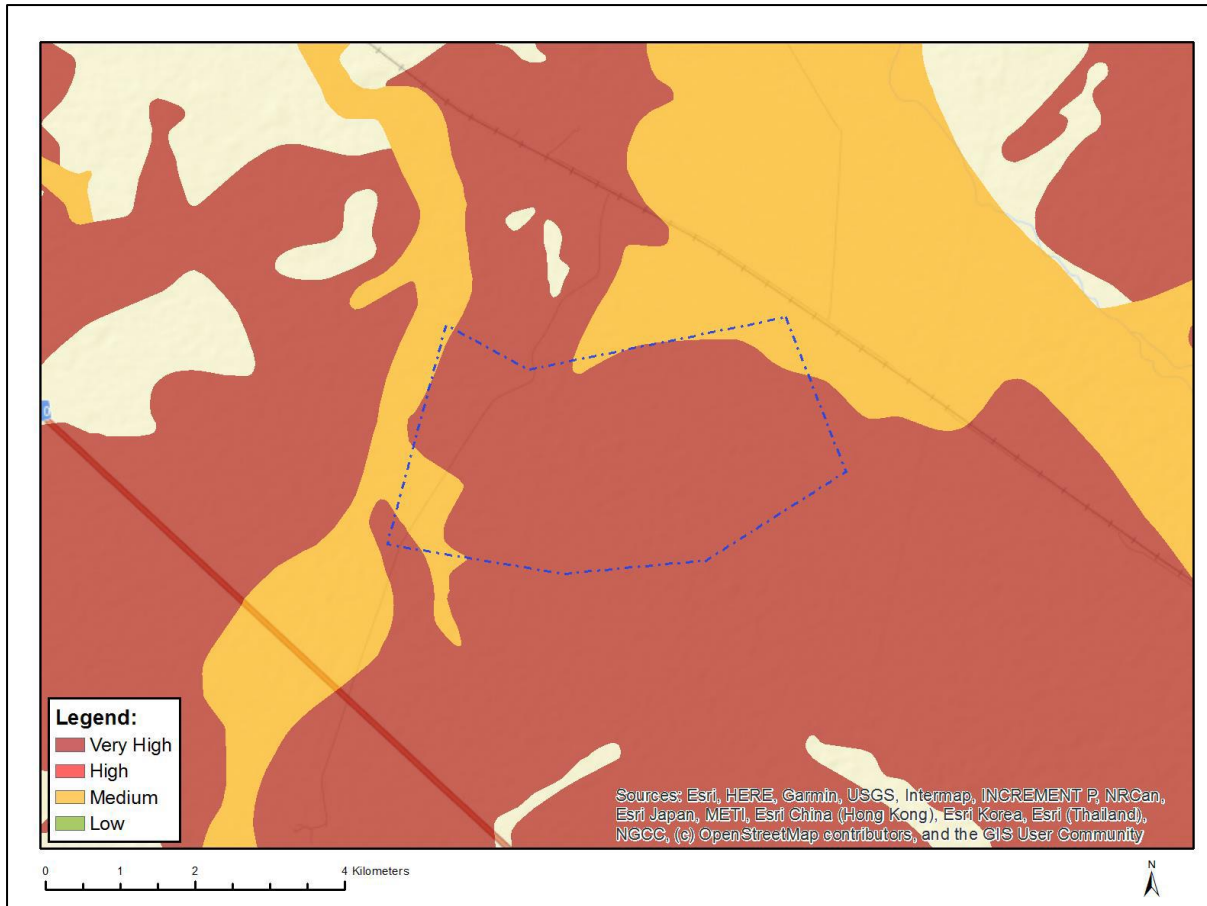 Legend:
Very High
High
Medium
Low
Sources: Esri, HERE, Garmin, USGS, Intermap, INCREMENT P, NRCan,
Esri Japan, METI, Esri China (Hong Kong), Esri Korea, Esri (Thailand),
NGCC, (c) OpenStreetMap contributors, and the GIS User Community
0 1 2 4 Kilometers
N